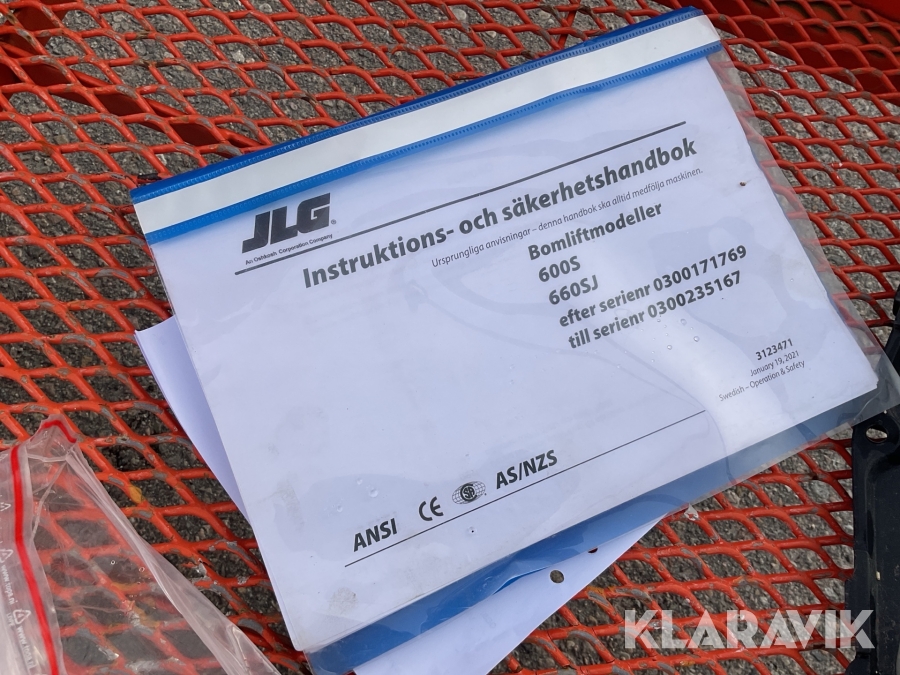 JLG®
An Oshkosh Corporation Company
Instruktions- och säkerhetshandbok
Ursprungliga anvisningar – denna handbok ska alltid medfölja maskinen.
Bomliftmodeller
600S
660SJ
efter serienr 0300171769
till serienr 0300235167
3123471
January 19, 2021
Swedish – Operation & Safety
ANSI CE AS/NZS
KLARAVIK